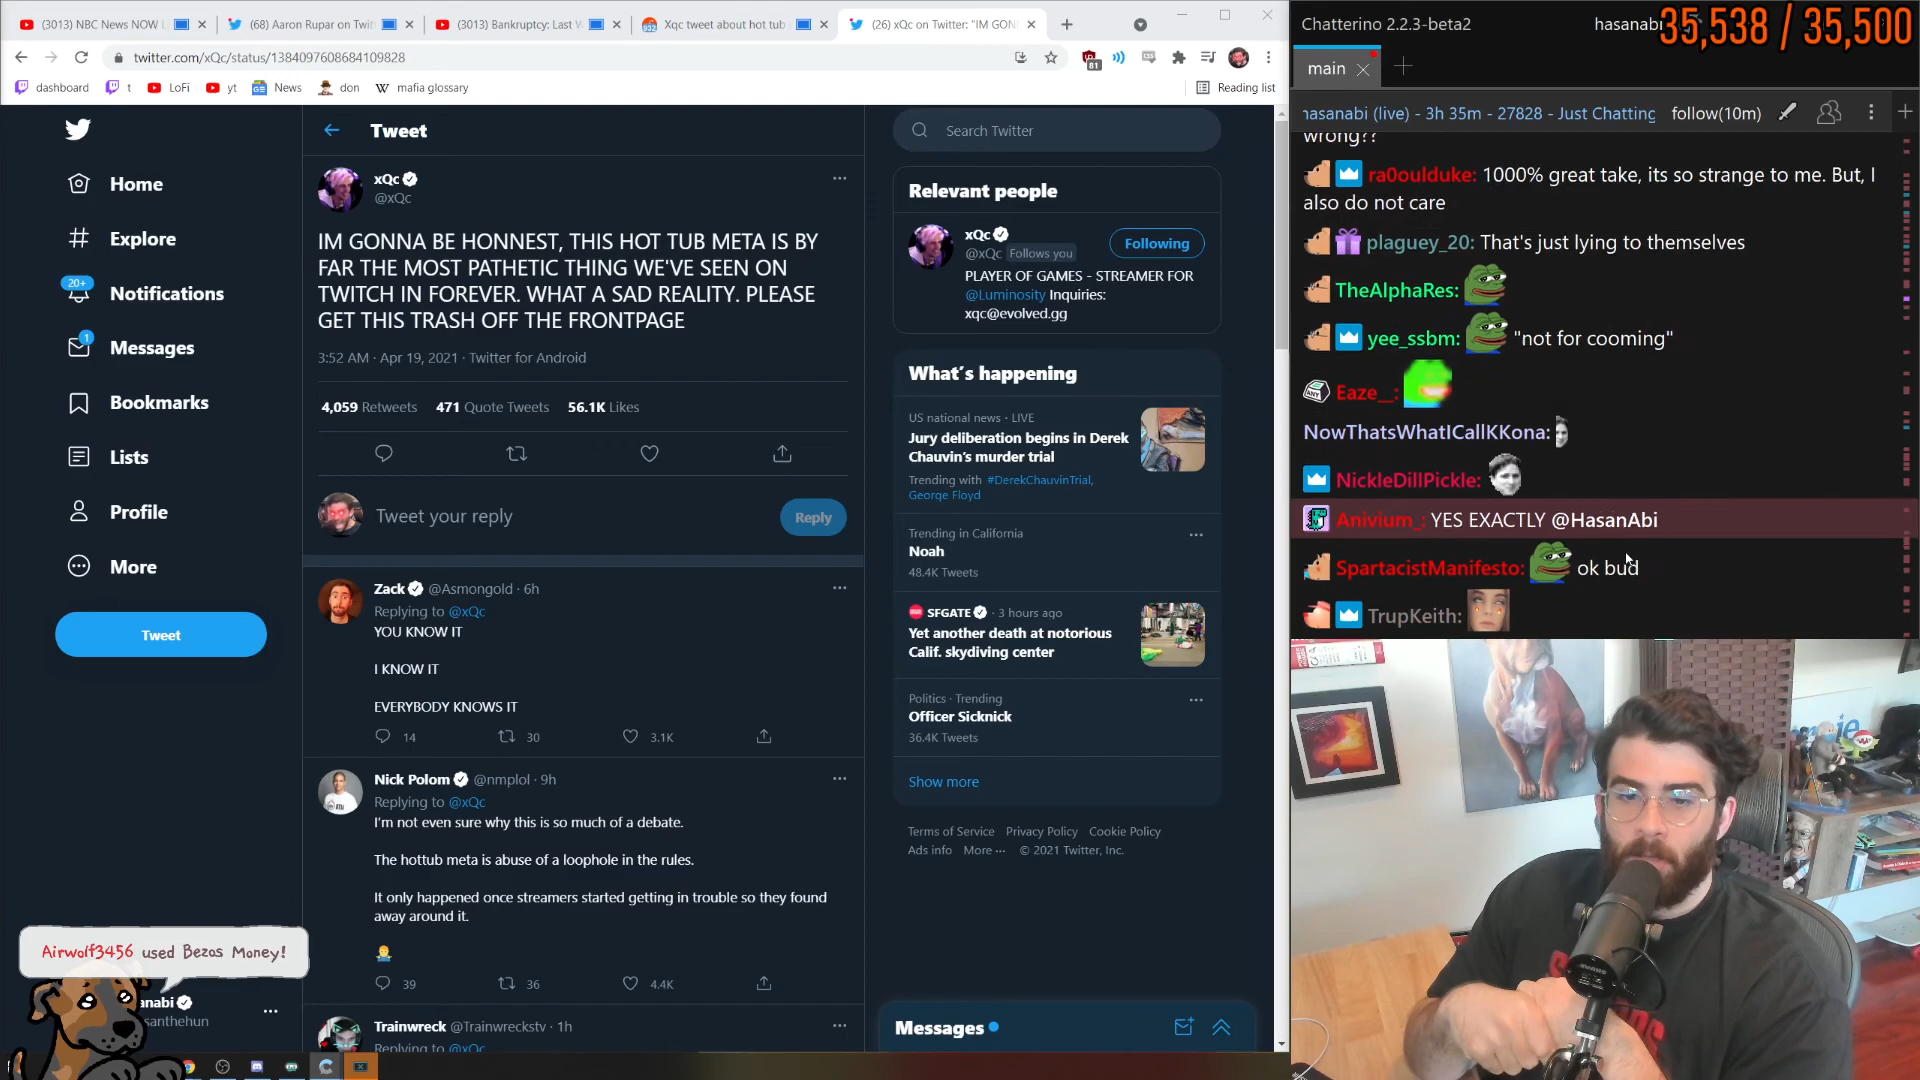 (3013) NBC News NOW L
(68) Aaron Rupar on Twitt
(3013) Bankruptcy: Last W
Xqc tweet about hot tub
(26) xQc on Twitter: "IM GON
twitter.com/xQc/status/1384097608684109828
81
dashboard
t
LoFi
yt
News
don
mafia glossary
Reading list
Home
Explore
20+
Notifications
1
Messages
Bookmarks
Lists
Profile
More
Tweet
Airwolf3456 used Bezos Money!
anabi
santhehun
Tweet
xQc
@xQc
IM GONNA BE HONNEST, THIS HOT TUB META IS BY
FAR THE MOST PATHETIC THING WE'VE SEEN ON
TWITCH IN FOREVER. WHAT A SAD REALITY. PLEASE
GET THIS TRASH OFF THE FRONTPAGE
3:52 AM · Apr 19, 2021 · Twitter for Android
4,059 Retweets 471 Quote Tweets 56.1K Likes
Tweet your reply
Reply
Zack @Asmongold · 6h
Replying to @xQc
YOU KNOW IT
I KNOW IT
EVERYBODY KNOWS IT
14 30 3.1K
Nick Polom @nmplol · 9h
Replying to @xQc
I'm not even sure why this is so much of a debate.
The hottub meta is abuse of a loophole in the rules.
It only happened once streamers started getting in trouble so they found
away around it.
39 36 4.4K
Trainwreck @Trainwreckstv · 1h
Replying to @xQc
Search Twitter
Relevant people
xQc
@xQc Follows you
Following
PLAYER OF GAMES - STREAMER FOR
@Luminosity Inquiries:
xqc@evolved.gg
What's happening
US national news · LIVE
Jury deliberation begins in Derek
Chauvin's murder trial
Trending with #DerekChauvinTrial,
George Floyd
Trending in California
Noah
48.4K Tweets
SFGATE · 3 hours ago
Yet another death at notorious
Calif. skydiving center
Politics · Trending
Officer Sicknick
36.4K Tweets
Show more
Terms of Service Privacy Policy Cookie Policy
Ads info More ··· © 2021 Twitter, Inc.
Messages
Chatterino 2.2.3-beta2
hasanabi
35,538 / 35,500
main
hasanabi (live) - 3h 35m - 27828 - Just Chatting
follow(10m)
wrong??
ra0oulduke: 1000% great take, its so strange to me. But, I
also do not care
plaguey_20: That's just lying to themselves
TheAlphaRes:
yee_ssbm: "not for cooming"
Eaze__:
NowThatsWhatICallKKona:
NickleDillPickle:
Anivium_: YES EXACTLY @HasanAbi
SpartacistManifesto: ok bud
TrupKeith: